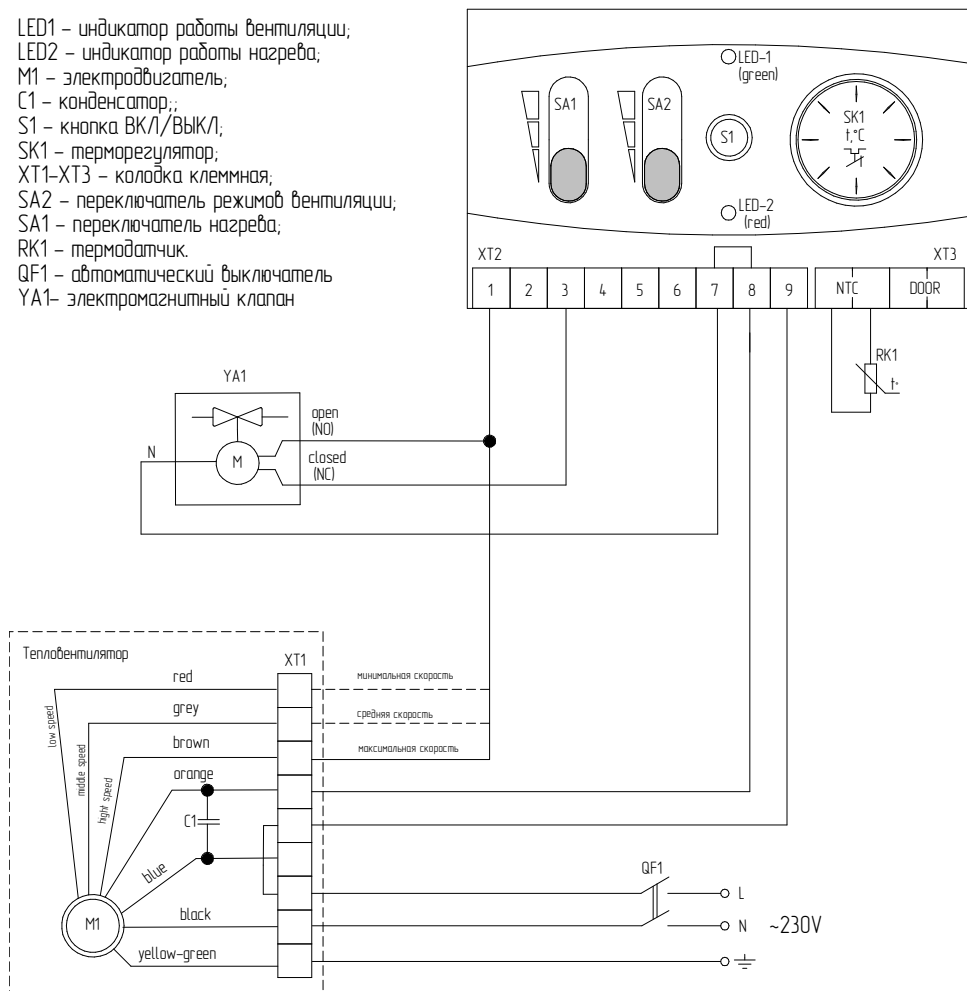 LED1 – индикатор работы вентиляции;
LED2 – индикатор работы нагрева;
M1 – электродвигатель;
C1 – конденсатор;;
S1 – кнопка ВКЛ/ВЫКЛ;
SK1 – терморегулятор;
XT1-XT3 – колодка клеммная;
SA2 – переключатель режимов вентиляции;
SA1 – переключатель нагрева;
RK1 – термодатчик.
QF1 – автоматический выключатель
YA1– электромагнитный клапан
LED-1
(green)
SA1
SA2
S1
SK1
t,°C
LED-2
(red)
XT2
XT3
1 2 3 4 5 6 7 8 9 NTC DOOR
RK1
t°
YA1
open
(NO)
N
M
closed
(NC)
Тепловентилятор
XT1
red
минимальная скорость
grey
средняя скорость
brown
максимальная скорость
orange
low speed
middle speed
hight speed
C1
blue
QF1
L
M1
black
N ~230V
yellow-green